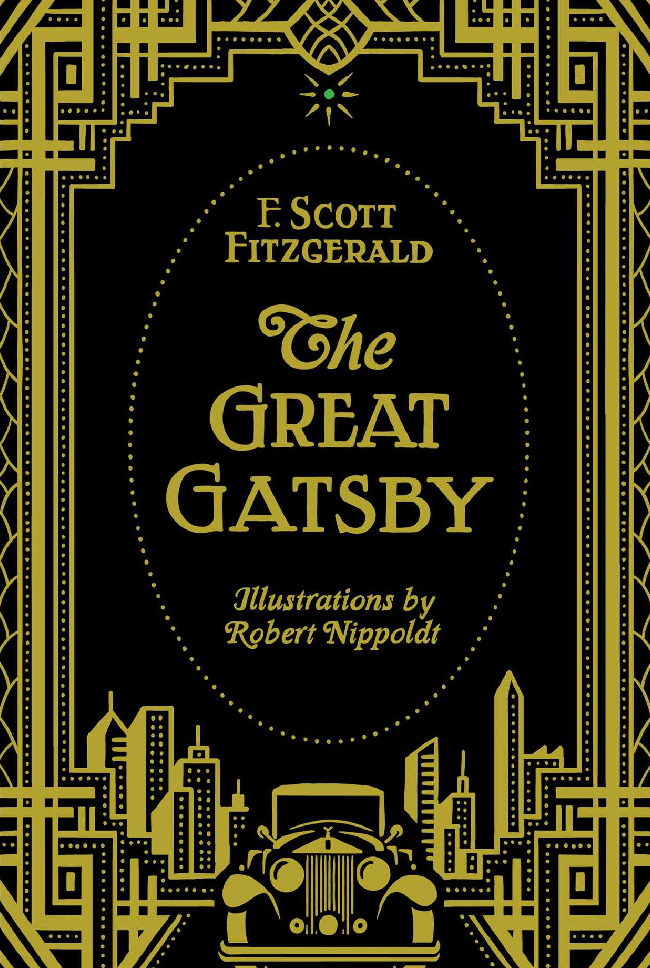 F. SCOTT
FITZGERALD
The
GREAT
GATSBY
Illustrations by
Robert Nippoldt